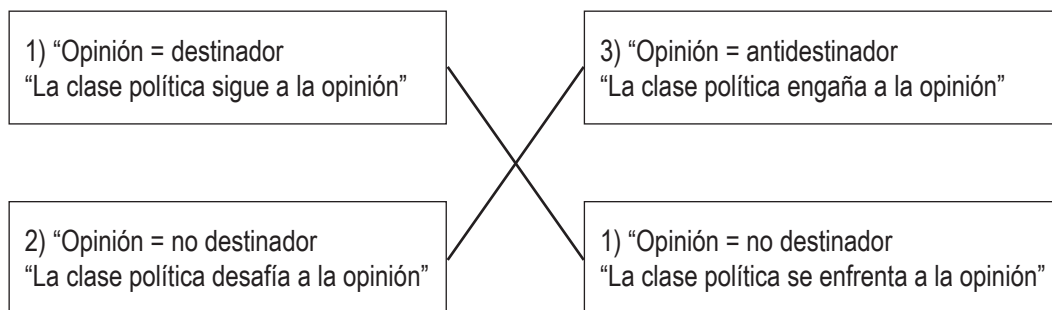 1) “Opinión = destinador
“La clase política sigue a la opinión”
3) “Opinión = antidestinador
“La clase política engaña a la opinión”
2) “Opinión = no destinador
“La clase política desafía a la opinión”
1) “Opinión = no destinador
“La clase política se enfrenta a la opinión”